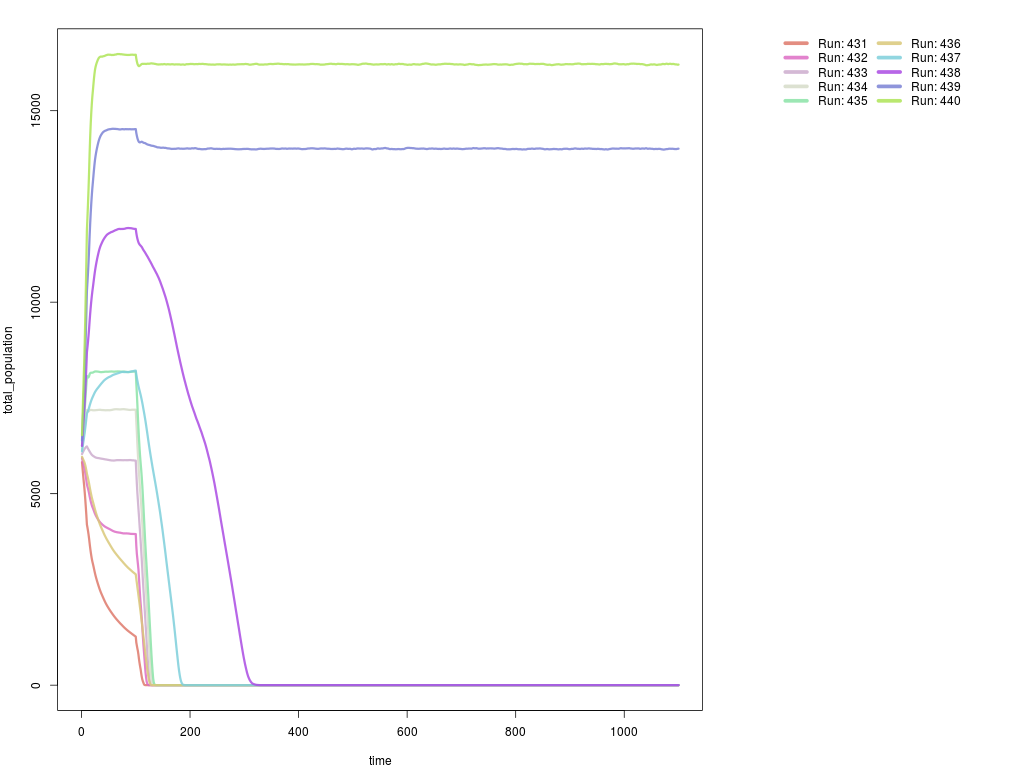 total_population
15000
10000
5000
0
0 200 400 600 800 1000
time
Run: 431 Run: 436
Run: 432 Run: 437
Run: 433 Run: 438
Run: 434 Run: 439
Run: 435 Run: 440